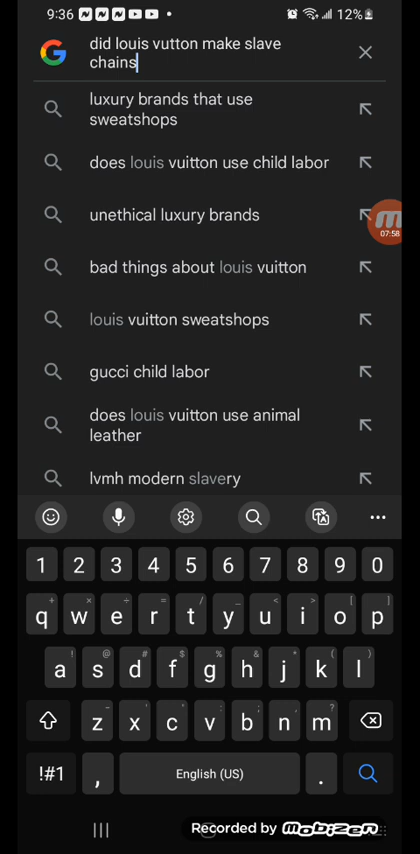 9:36
12%
did louis vutton make slave
chains
luxury brands that use
sweatshops
does louis vuitton use child labor
unethical luxury brands
07:58
bad things about louis vuitton
louis vuitton sweatshops
gucci child labor
does louis vuitton use animal
leather
lvmh modern slavery
1 2 3 4 5 6 7 8 9 0
+ × ÷ = / _ < > [ ]
q w e r t y u i o p
! @ # $ % & * ( )
a s d f g h j k l
- ' " : ; , ?
z x c v b n m
!#1 , English (US) .
Recorded by mobizen